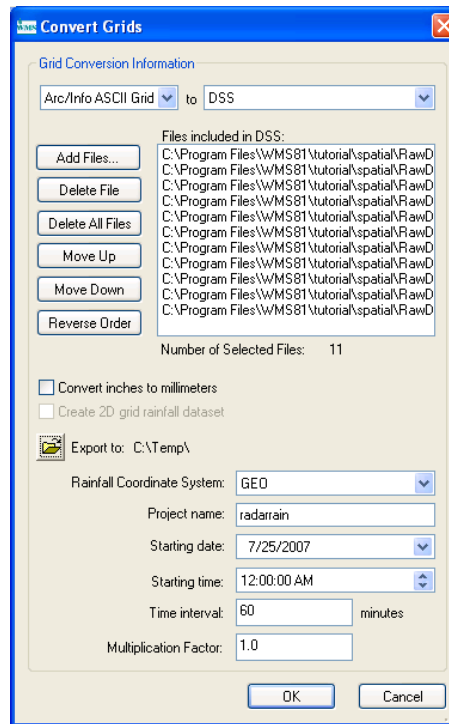 WMS Convert Grids
Grid Conversion Information
Arc/Info ASCII Grid to DSS
Files included in DSS:
Add Files...
Delete File
Delete All Files
Move Up
Move Down
Reverse Order
C:\Program Files\WMS81\tutorial\spatial\RawD
C:\Program Files\WMS81\tutorial\spatial\RawD
C:\Program Files\WMS81\tutorial\spatial\RawD
C:\Program Files\WMS81\tutorial\spatial\RawD
C:\Program Files\WMS81\tutorial\spatial\RawD
C:\Program Files\WMS81\tutorial\spatial\RawD
C:\Program Files\WMS81\tutorial\spatial\RawD
C:\Program Files\WMS81\tutorial\spatial\RawD
C:\Program Files\WMS81\tutorial\spatial\RawD
C:\Program Files\WMS81\tutorial\spatial\RawD
C:\Program Files\WMS81\tutorial\spatial\RawD
Number of Selected Files: 11
Convert inches to millimeters
Create 2D grid rainfall dataset
Export to: C:\Temp\
Rainfall Coordinate System: GEO
Project name: radarrain
Starting date: 7/25/2007
Starting time: 12:00:00 AM
Time interval: 60 minutes
Multiplication Factor: 1.0
OK Cancel